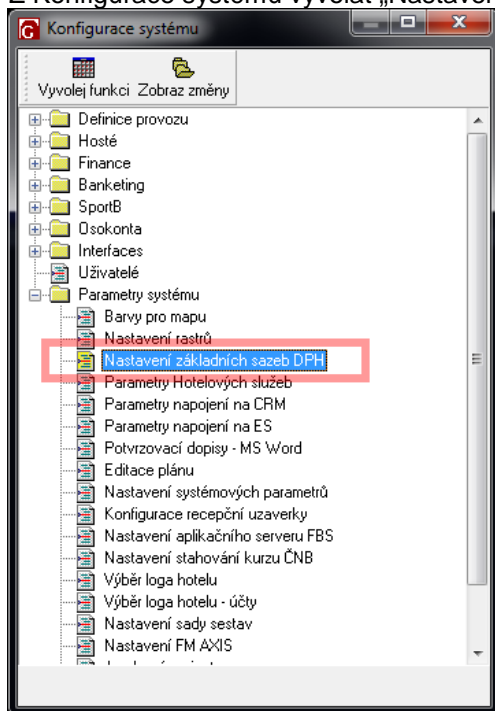 Z Konfigurace systému vyvolat „Nastaven
Konfigurace systému
Vyvolej funkci Zobraz změny
Definice provozu
Hosté
Finance
Banketing
SportB
Osokonta
Interfaces
Uživatelé
Parametry systému
Barvy pro mapu
Nastavení rastrů
Nastavení základních sazeb DPH
Parametry Hotelových služeb
Parametry napojení na CRM
Parametry napojení na ES
Potvrzovací dopisy - MS Word
Editace plánu
Nastavení systémových parametrů
Konfigurace recepční uzaverky
Nastavení aplikačního serveru FBS
Nastavení stahování kurzu ČNB
Výběr loga hotelu
Výběr loga hotelu - účty
Nastavení sady sestav
Nastavení FM AXIS